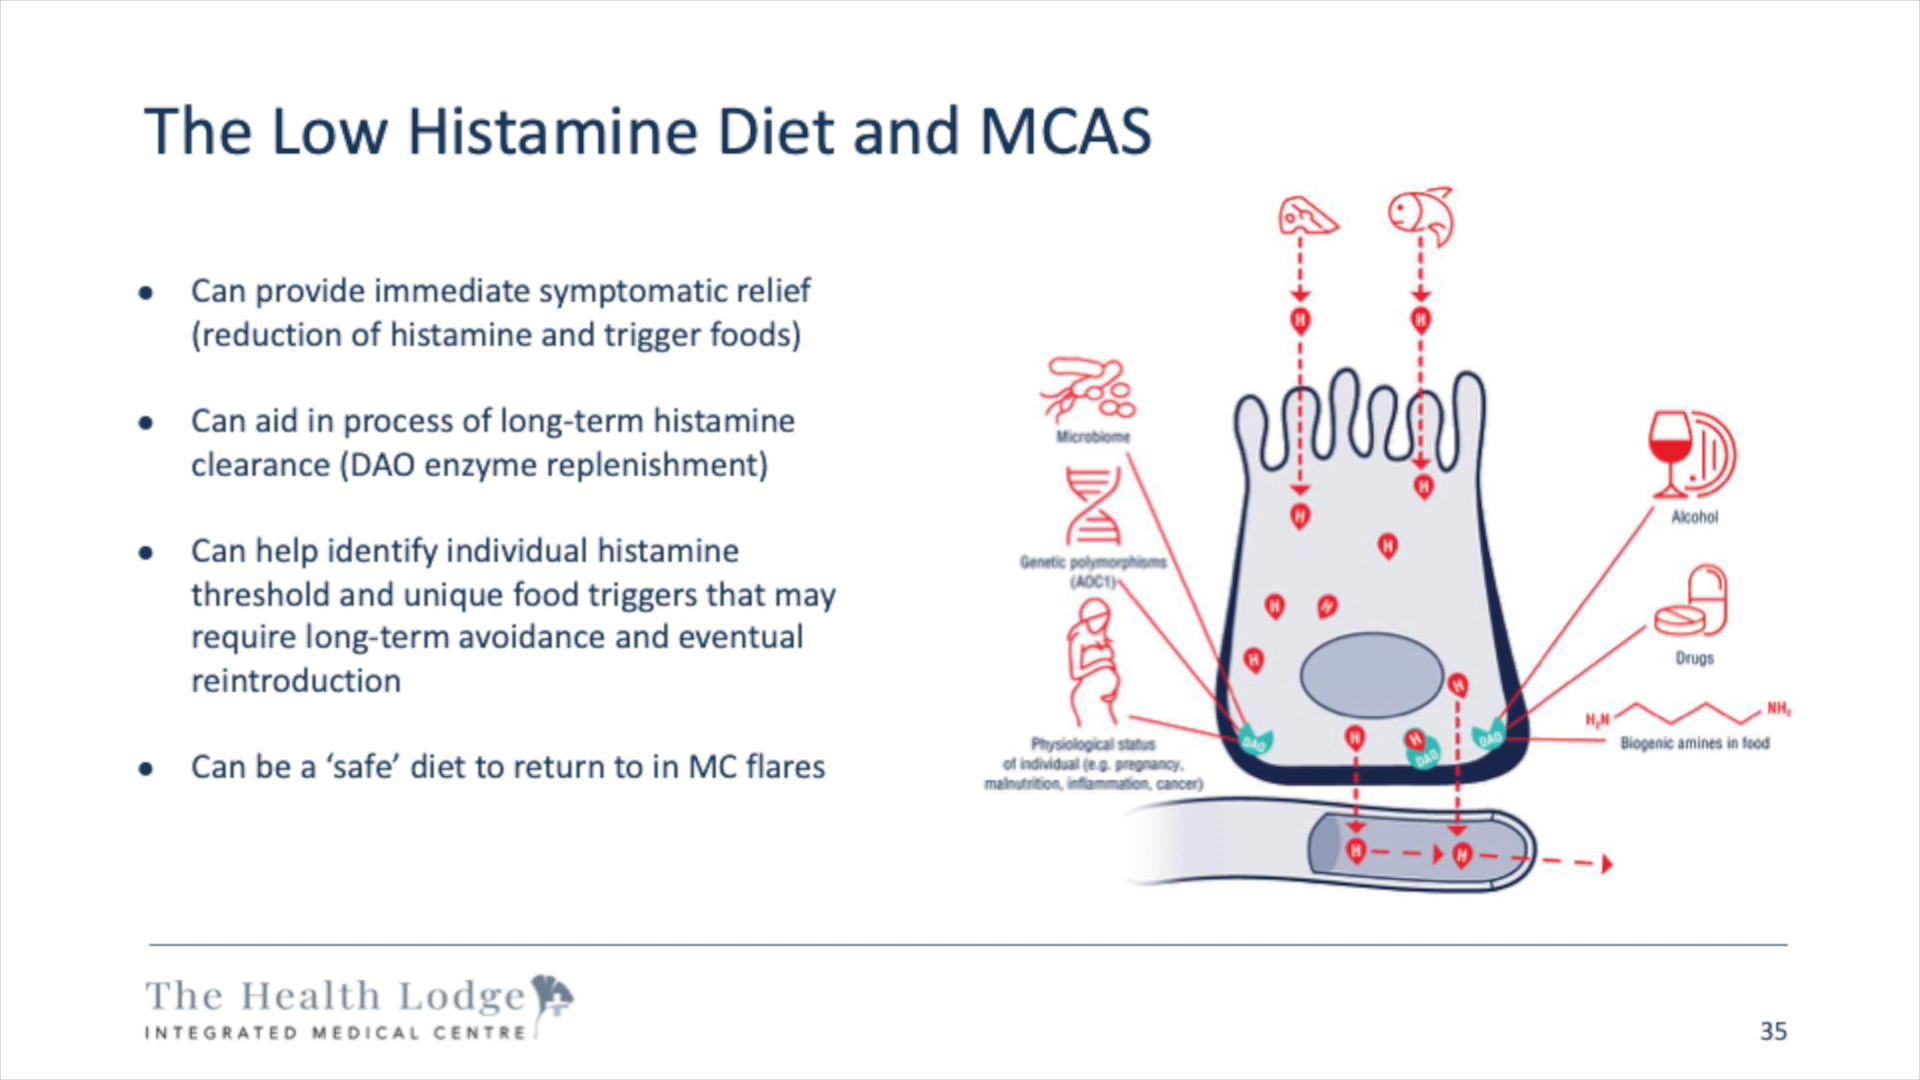 The Low Histamine Diet and MCAS
● Can provide immediate symptomatic relief
(reduction of histamine and trigger foods)
● Can aid in process of long-term histamine
clearance (DAO enzyme replenishment)
● Can help identify individual histamine
threshold and unique food triggers that may
require long-term avoidance and eventual
reintroduction
● Can be a ‘safe’ diet to return to in MC flares
H
H
Microbiome
H
H
Alcohol
H
Genetic polymorphisms
(AOC1)
H
H
Drugs
H
H
H₂N
NH₂
Physiological status
of individual (e.g. pregnancy,
malnutrition, inflammation, cancer)
DAO
H
H
DAO
DAO
Biogenic amines in food
H
H
The Health Lodge
INTEGRATED MEDICAL CENTRE
35